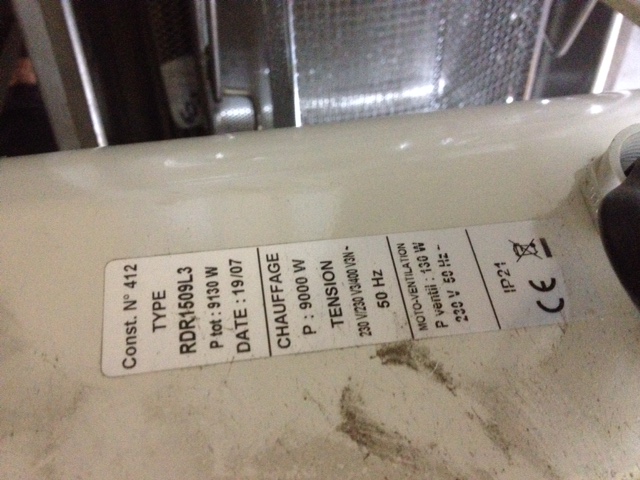 Const. N° 412
TYPE
RDR1509L3
P tot : 9130 W
DATE : 19/07
CHAUFFAGE
P : 9000 W
TENSION
230 V/230 V3/400 V3N~
50 Hz
MOTO-VENTILATION
P ventil : 130 W
230 V 50 Hz ~
IP21
CE